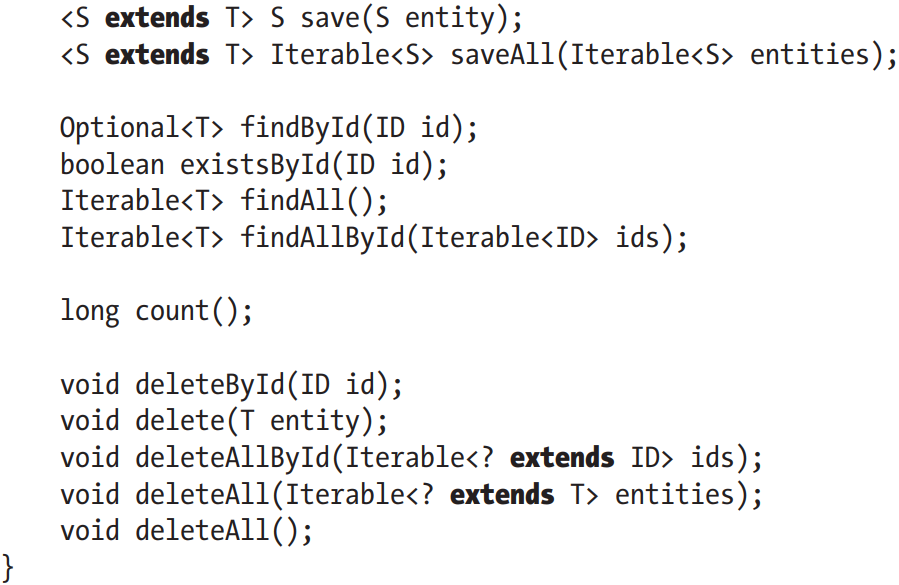 <S extends T> S save(S entity);
<S extends T> Iterable<S> saveAll(Iterable<S> entities);
Optional<T> findById(ID id);
boolean existsById(ID id);
Iterable<T> findAll();
Iterable<T> findAllById(Iterable<ID> ids);
long count();
void deleteById(ID id);
void delete(T entity);
void deleteAllById(Iterable<? extends ID> ids);
void deleteAll(Iterable<? extends T> entities);
void deleteAll();
}